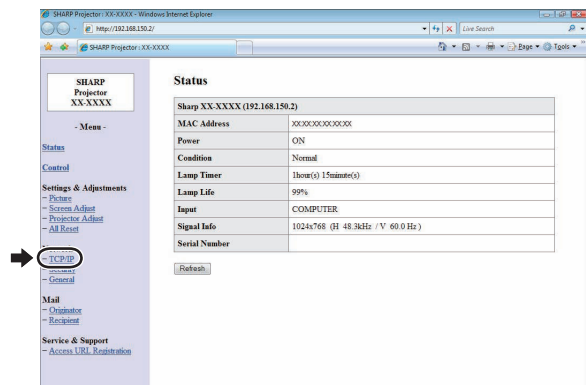 SHARP Projector : XX-XXXX - Windows Internet Explorer
http://192.168.150.2/
Live Search
SHARP Projector : XX-XXXX
Page
Tools
SHARP
Projector
XX-XXXX
- Menu -
Status
Control
Settings & Adjustments
- Picture
- Screen Adjust
- Projector Adjust
- All Reset
- TCP/IP
- Security
- General
Mail
- Originator
- Recipient
Service & Support
- Access URL Registration
Status
Sharp XX-XXXX (192.168.150.2)
MAC Address XXXXXXXXXXXX
Power ON
Condition Normal
Lamp Timer 1hour(s) 15minute(s)
Lamp Life 99%
Input COMPUTER
Signal Info 1024x768 (H 48.3kHz / V 60.0 Hz )
Serial Number
Refresh